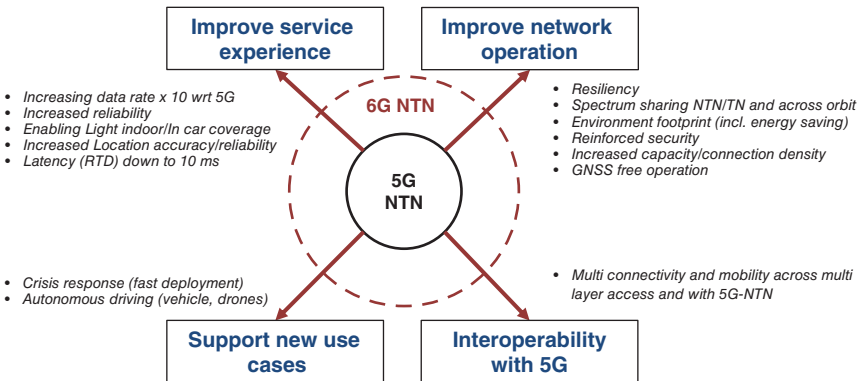 Improve service
experience
Improve network
operation
• Increasing data rate x 10 wrt 5G
• Increased reliability
• Enabling Light indoor/In car coverage
• Increased Location accuracy/reliability
• Latency (RTD) down to 10 ms
6G NTN
• Resiliency
• Spectrum sharing NTN/TN and across orbit
• Environment footprint (incl. energy saving)
• Reinforced security
• Increased capacity/connection density
• GNSS free operation
5G
NTN
• Crisis response (fast deployment)
• Autonomous driving (vehicle, drones)
• Multi connectivity and mobility across multi
layer access and with 5G-NTN
Support new use
cases
Interoperability
with 5G